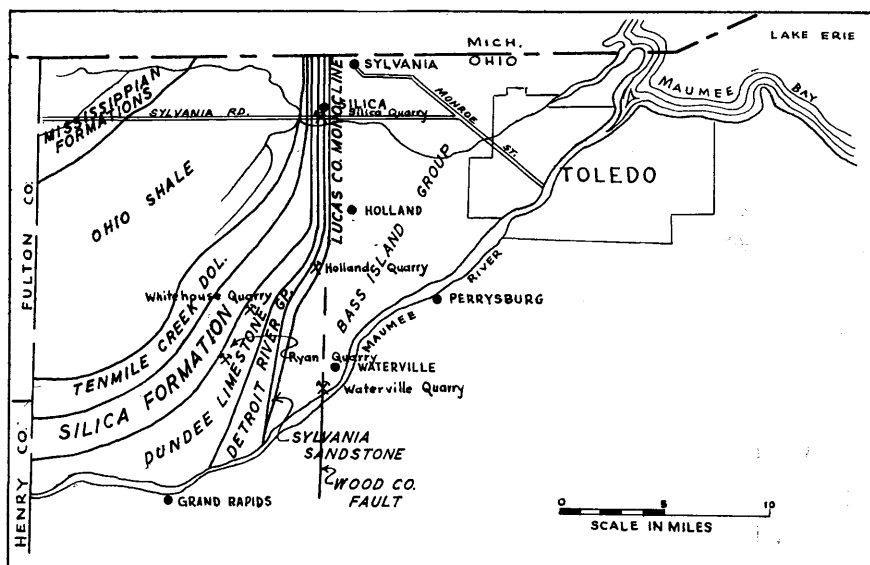 MICH.
OHIO
LAKE ERIE
SYLVANIA
MAUMEE
BAY
MISSISSIPPIAN
FORMATIONS
SYLVANIA RD.
SILICA
Silica Quarry
MONROE
ST.
LUCAS CO. MONOCLINE
TOLEDO
OHIO SHALE
HOLLAND
BASS ISLAND GROUP
FULTON CO.
Hollands Quarry
Whitehouse Quarry
PERRYSBURG
MAUMEE RIVER
TENMILE CREEK DOL.
SILICA FORMATION
Ryan Quarry
WATERVILLE
Waterville Quarry
DUNDEE LIMESTONE
DETROIT RIVER GP.
SYLVANIA
SANDSTONE
WOOD CO.
FAULT
HENRY CO.
GRAND RAPIDS
0 5 10
SCALE IN MILES